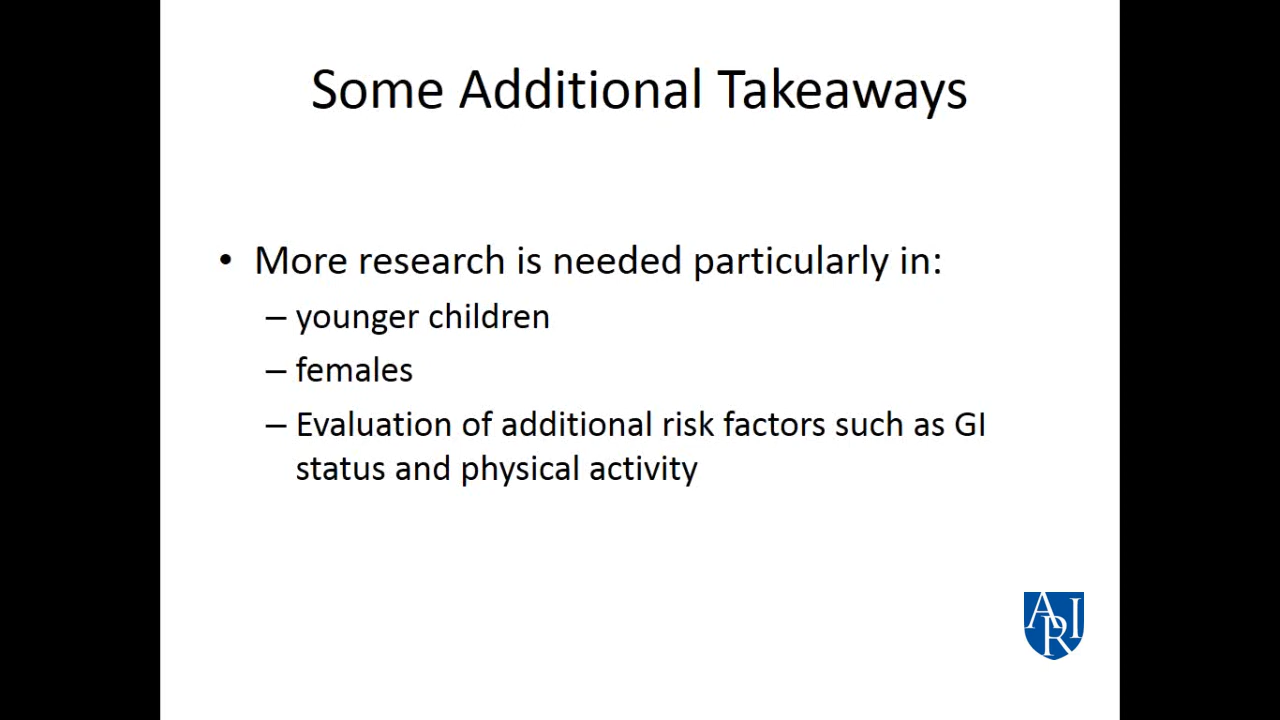 Some Additional Takeaways
• More research is needed particularly in:
– younger children
– females
– Evaluation of additional risk factors such as GI
status and physical activity
ARI